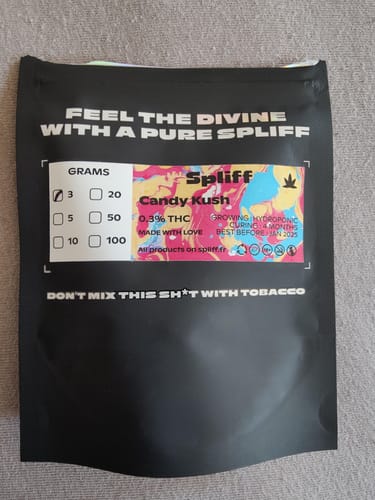 FEEL THE DIVINE
WITH A PURE SPLIFF
GRAMS
3 20
5 50
10 100
Spliff
Candy Kush
0.3% THC
MADE WITH LOVE
All products on spliff.fr
GROWING : HYDROPONIC
CURING : 4 MONTHS
BEST BEFORE : JAN 2025
DON'T MIX THIS SH*T WITH TOBACCO